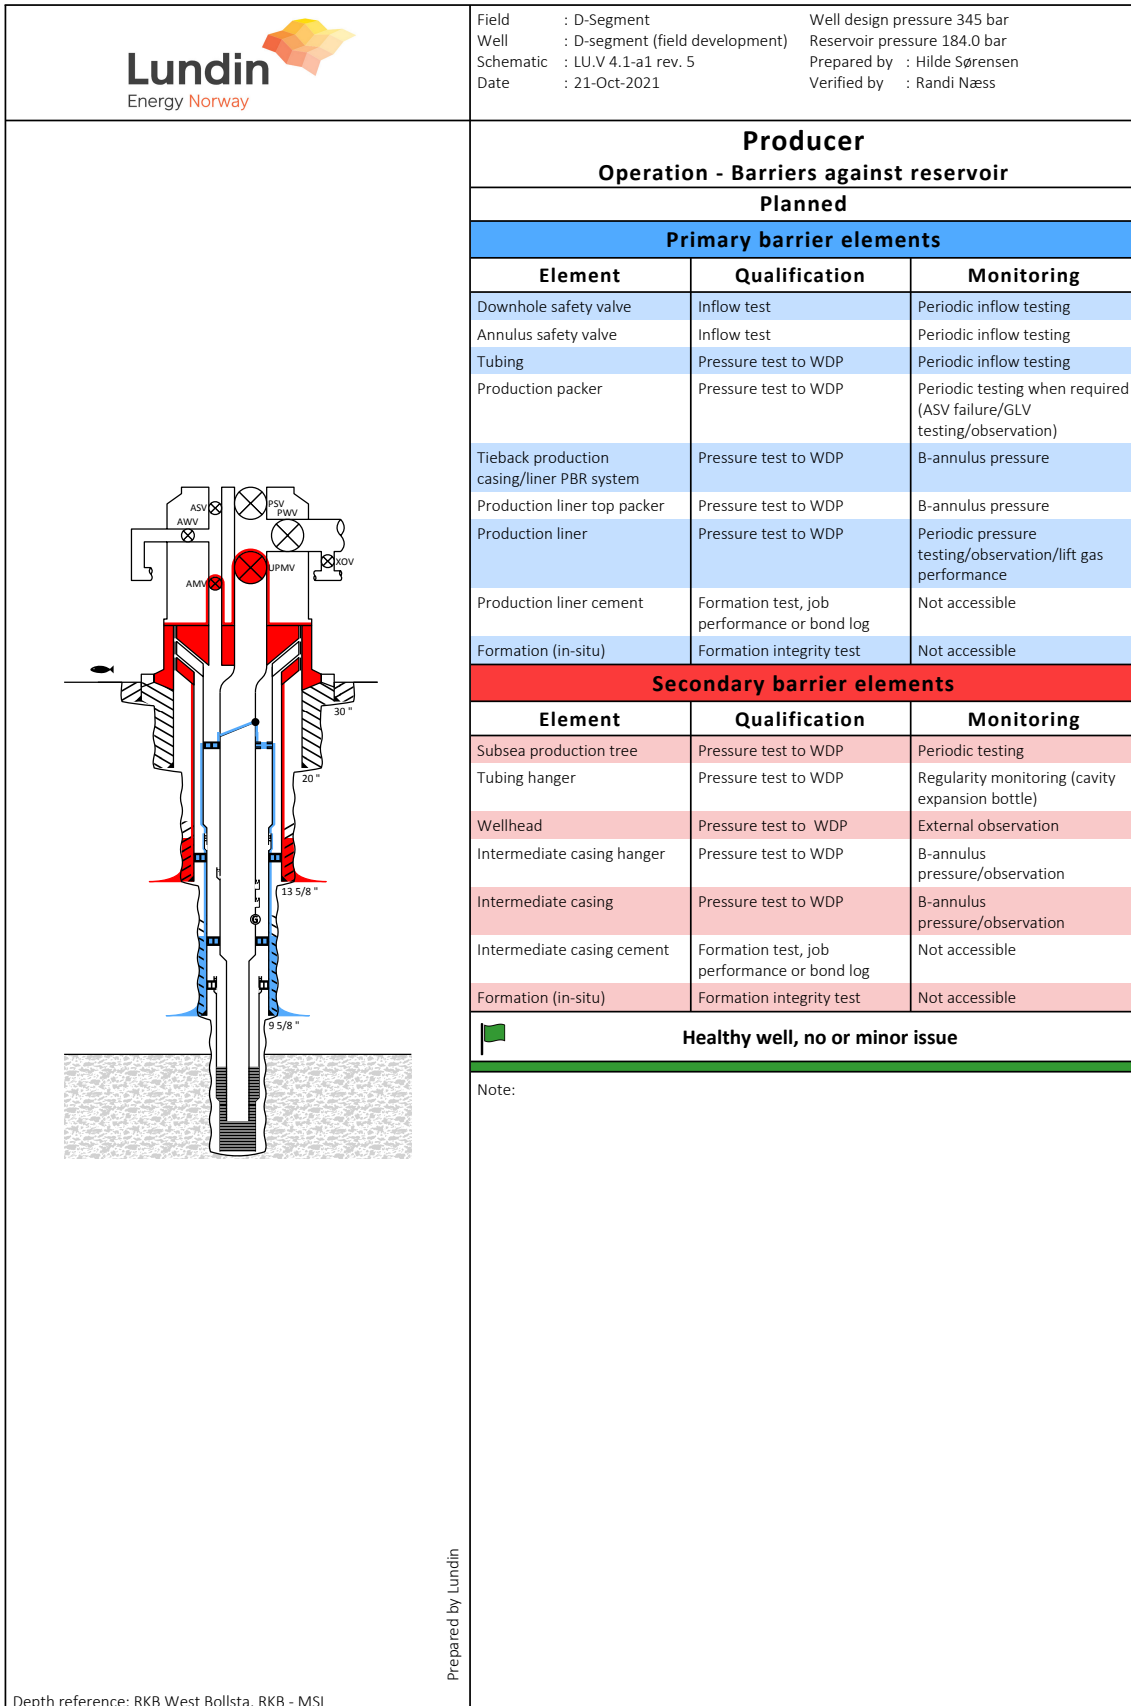 Lundin
Energy Norway
Field : D-Segment
Well : D-segment (field development)
Schematic : LU.V 4.1-a1 rev. 5
Date : 21-Oct-2021
Well design pressure 345 bar
Reservoir pressure 184.0 bar
Prepared by : Hilde Sørensen
Verified by : Randi Næss
Producer
Operation - Barriers against reservoir
Planned
Primary barrier elements
Element Qualification Monitoring
Downhole safety valve Inflow test Periodic inflow testing
Annulus safety valve Inflow test Periodic inflow testing
Tubing Pressure test to WDP Periodic inflow testing
Production packer Pressure test to WDP Periodic testing when required
(ASV failure/GLV
testing/observation)
Tieback production Pressure test to WDP B-annulus pressure
casing/liner PBR system
Production liner top packer Pressure test to WDP B-annulus pressure
Production liner Pressure test to WDP Periodic pressure
testing/observation/lift gas
performance
Production liner cement Formation test, job Not accessible
performance or bond log
Formation (in-situ) Formation integrity test Not accessible
Secondary barrier elements
Element Qualification Monitoring
Subsea production tree Pressure test to WDP Periodic testing
Tubing hanger Pressure test to WDP Regularity monitoring (cavity
expansion bottle)
Wellhead Pressure test to WDP External observation
Intermediate casing hanger Pressure test to WDP B-annulus
pressure/observation
Intermediate casing Pressure test to WDP B-annulus
pressure/observation
Intermediate casing cement Formation test, job Not accessible
performance or bond log
Formation (in-situ) Formation integrity test Not accessible
Healthy well, no or minor issue
Note:
ASV
PSV
AWV
PWV
XOV
UPMV
AMV
30 "
20 "
13 5/8 "
G
9 5/8 "
Prepared by Lundin
Depth reference: RKB West Bollsta, RKB - MSL